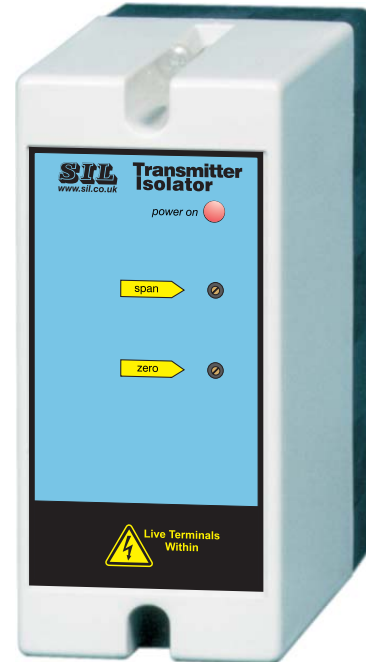 SIL
www.sil.co.uk
Transmitter
Isolator
power on
span
zero
Live Terminals
Within